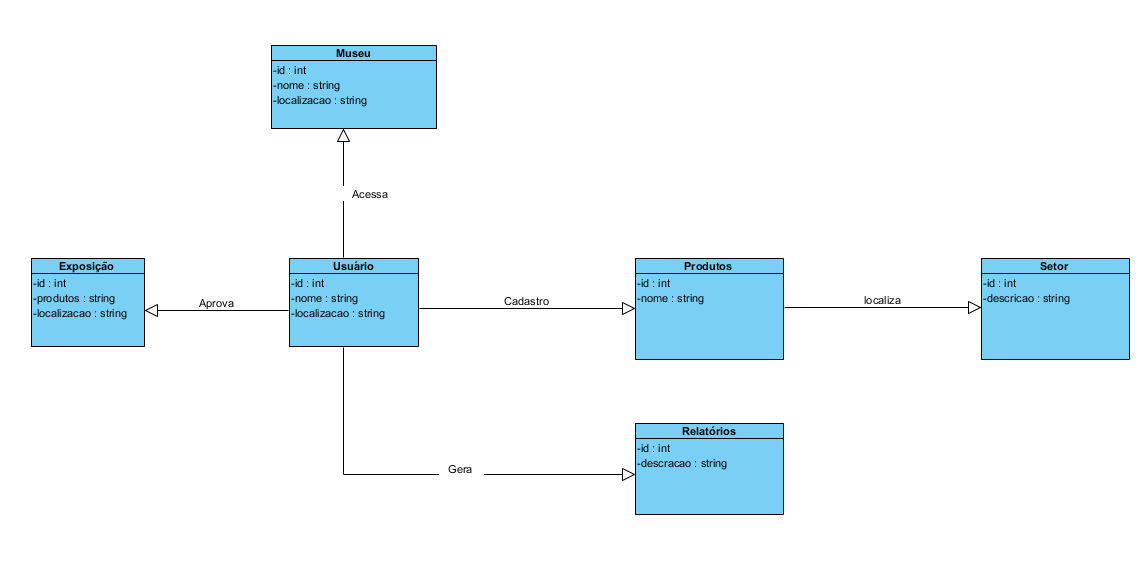 Museu
-id : int
-nome : string
-localizacao : string
Acessa
Exposição
-id : int
-produtos : string
-localizacao : string
Aprova
Usuário
-id : int
-nome : string
-localizacao : string
Cadastro
Produtos
-id : int
-nome : string
localiza
Setor
-id : int
-descricao : string
Gera
Relatórios
-id : int
-descracao : string